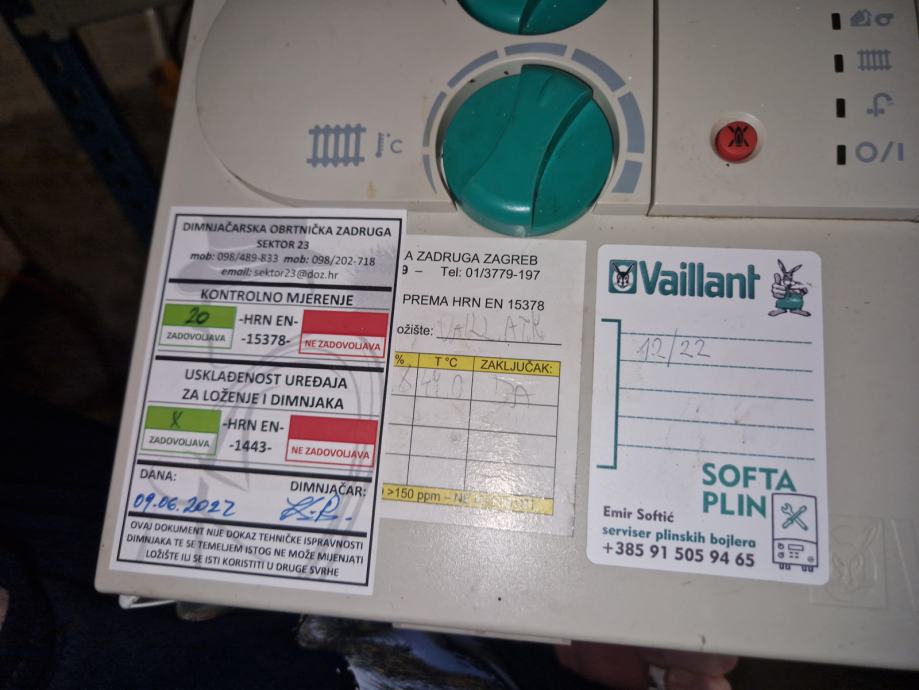 °C
O/I
DIMNJAČARSKA OBRTNIČKA ZADRUGA
SEKTOR 23
mob: 098/489-833 mob: 098/202-718
email: sektor23@doz.hr
KONTROLNO MJERENJE
20
ZADOVOLJAVA
-HRN EN-
-15378-
NE ZADOVOLJAVA
USKLAĐENOST UREĐAJA
ZA LOŽENJE I DIMNJAKA
X
ZADOVOLJAVA
-HRN EN-
-1443-
NE ZADOVOLJAVA
DANA:
DIMNJAČAR:
09.06.2022
OVAJ DOKUMENT NIJE DOKAZ TEHNIČKE ISPRAVNOSTI
DIMNJAKA TE SE TEMELJEM ISTOG NE MOŽE MIJENJATI
LOŽIŠTE ILI SE ISTI KORISTITI U DRUGE SVRHE
A ZADRUGA ZAGREB
9 – Tel: 01/3779-197
PREMA HRN EN 15378
ožište:
% T °C ZAKLJUČAK:
>150 ppm – NE
Vaillant
12/22
SOFTA
PLIN
Emir Softić
serviser plinskih bojlera
+385 91 505 94 65